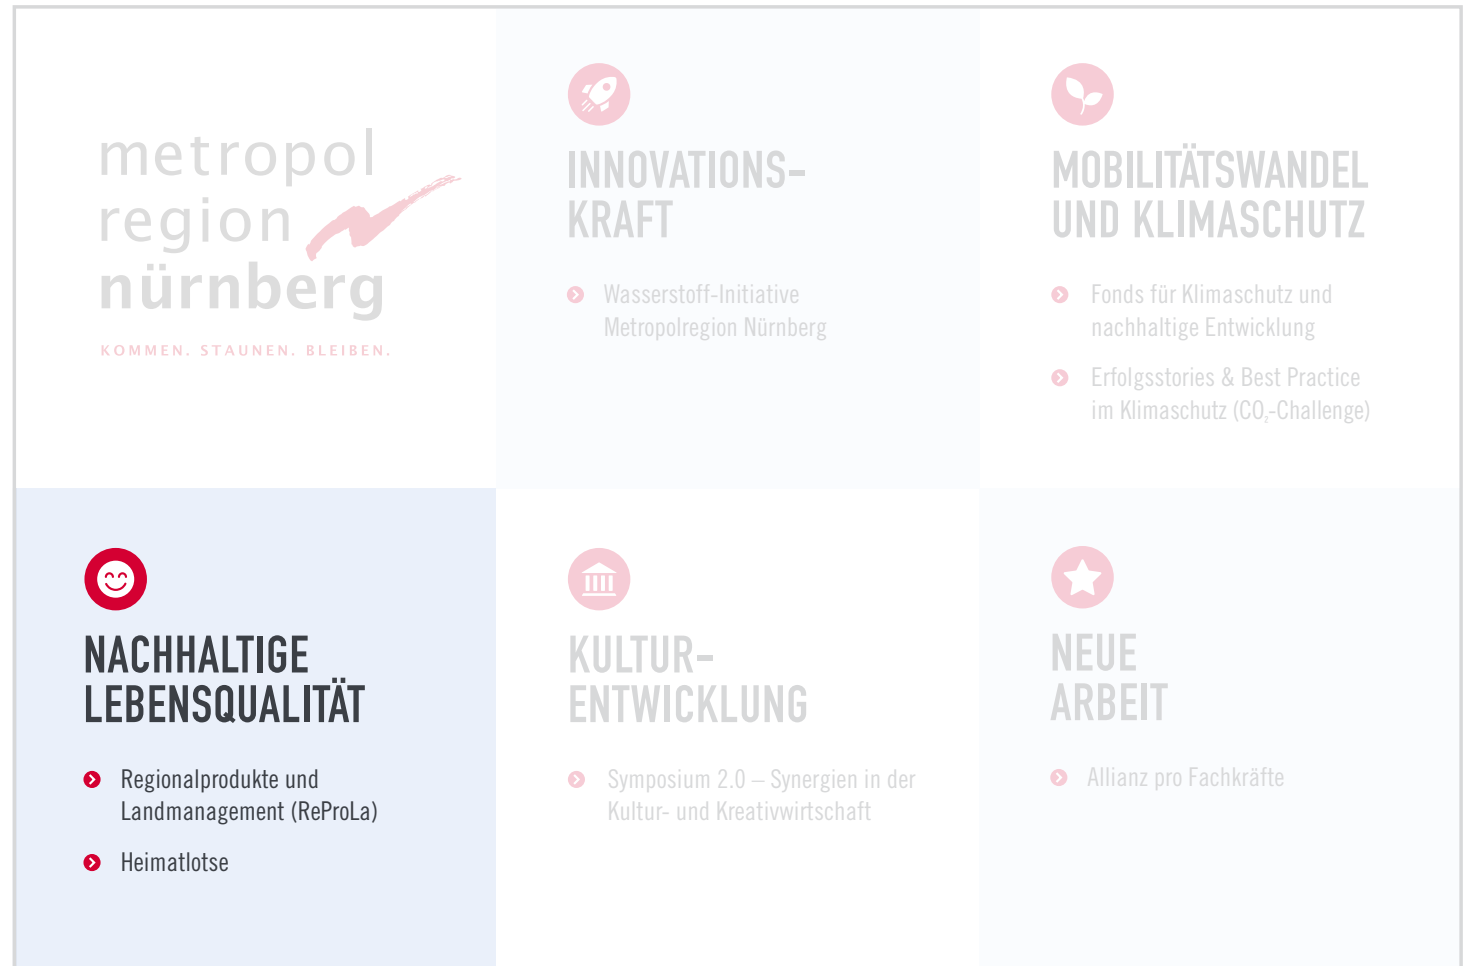 metropol
region
nürnberg
KOMMEN. STAUNEN. BLEIBEN.
INNOVATIONS-
KRAFT
Wasserstoff-Initiative
Metropolregion Nürnberg
MOBILITÄTSWANDEL
UND KLIMASCHUTZ
Fonds für Klimaschutz und
nachhaltige Entwicklung
Erfolgsstories & Best Practice
im Klimaschutz (CO₂-Challenge)
NACHHALTIGE
LEBENSQUALITÄT
Regionalprodukte und
Landmanagement (ReProLa)
Heimatlotse
KULTUR-
ENTWICKLUNG
Symposium 2.0 – Synergien in der
Kultur- und Kreativwirtschaft
NEUE
ARBEIT
Allianz pro Fachkräfte